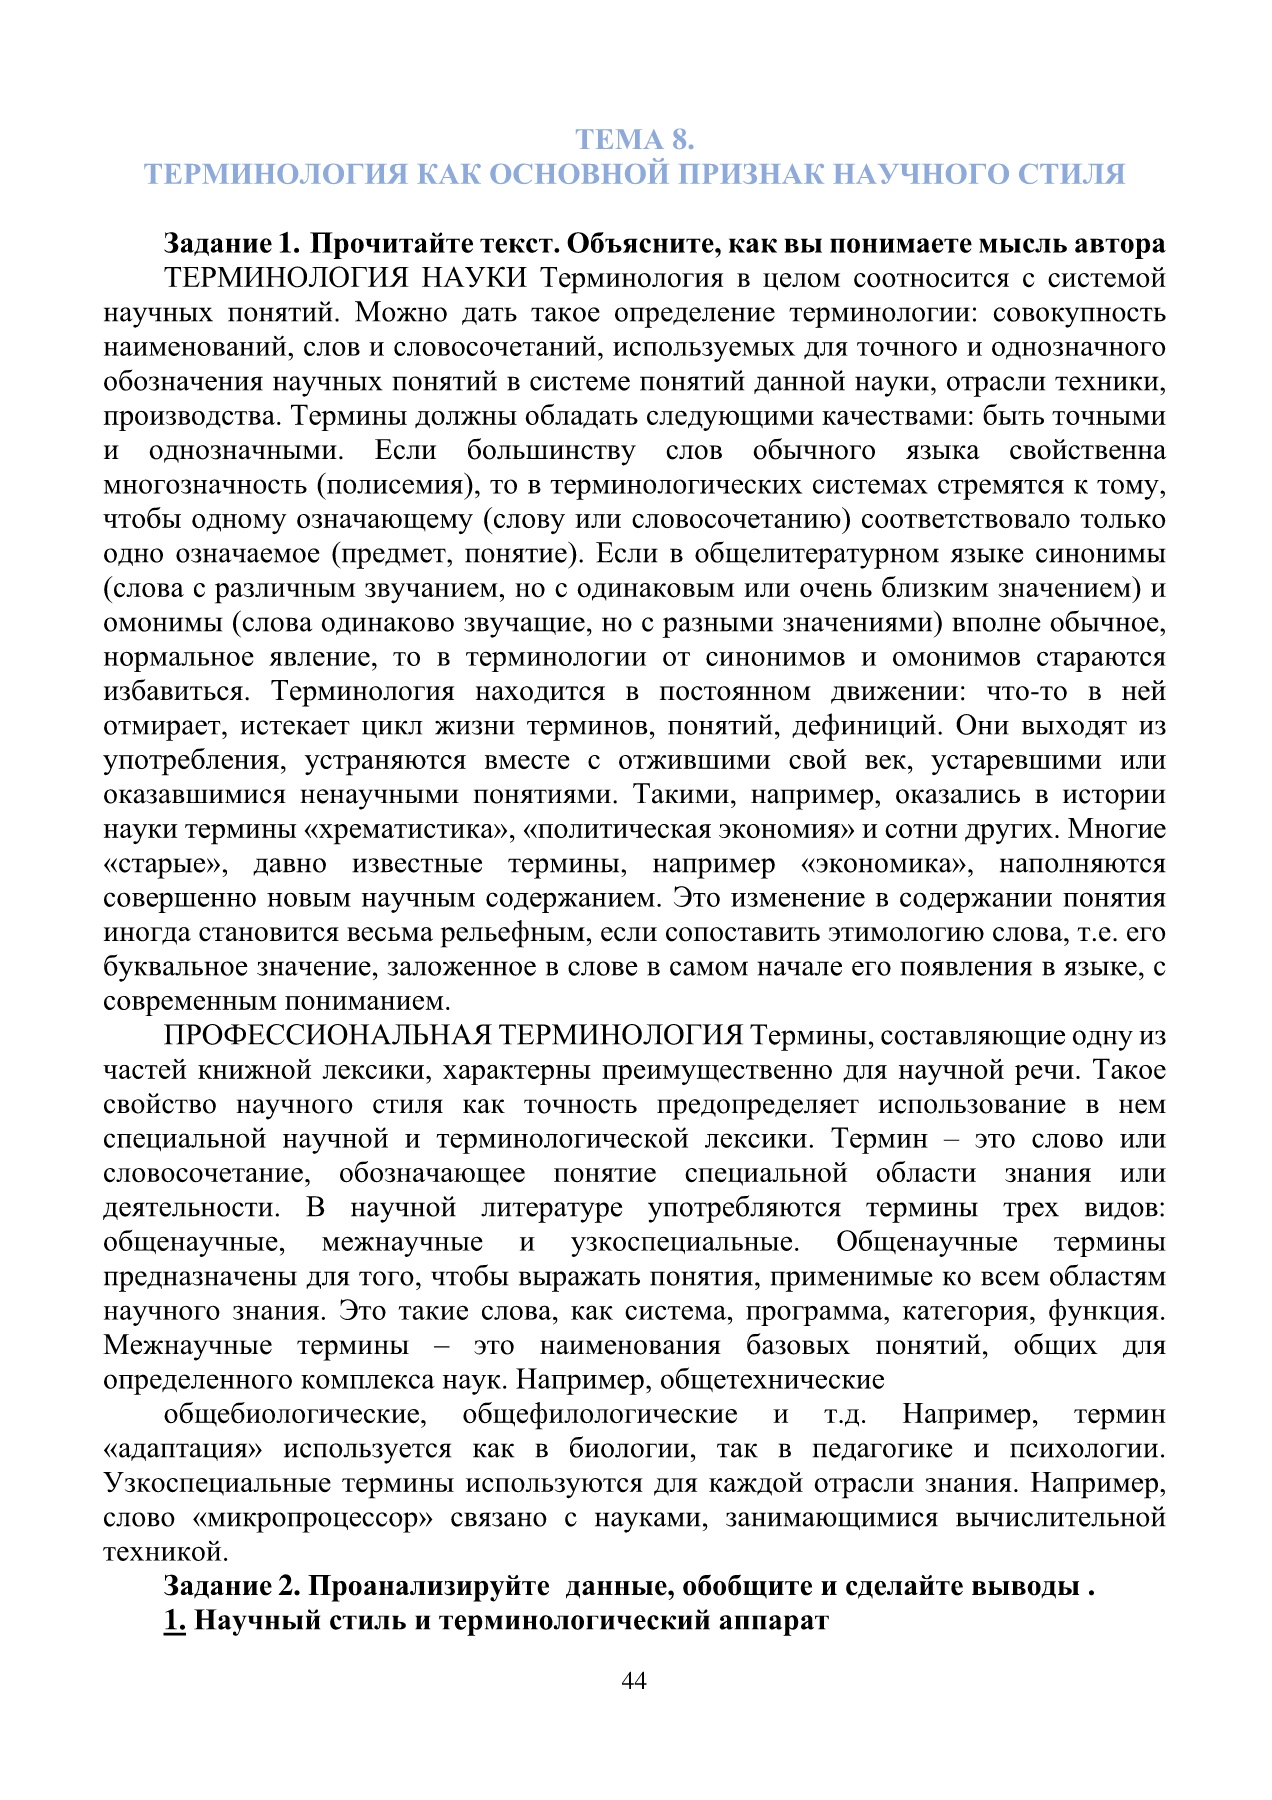 ТЕМА 8.
ТЕРМИНОЛОГИЯ КАК ОСНОВНОЙ ПРИЗНАК НАУЧНОГО СТИЛЯ
Задание 1. Прочитайте текст. Объясните, как вы понимаете мысль автора
ТЕРМИНОЛОГИЯ НАУКИ Терминология в целом соотносится с системой
научных понятий. Можно дать такое определение терминологии: совокупность
наименований, слов и словосочетаний, используемых для точного и однозначного
обозначения научных понятий в системе понятий данной науки, отрасли техники,
производства. Термины должны обладать следующими качествами: быть точными
и однозначными. Если большинству слов обычного языка свойственна
многозначность (полисемия), то в терминологических системах стремятся к тому,
чтобы одному означающему (слову или словосочетанию) соответствовало только
одно означаемое (предмет, понятие). Если в общелитературном языке синонимы
(слова с различным звучанием, но с одинаковым или очень близким значением) и
омонимы (слова одинаково звучащие, но с разными значениями) вполне обычное,
нормальное явление, то в терминологии от синонимов и омонимов стараются
избавиться. Терминология находится в постоянном движении: что-то в ней
отмирает, истекает цикл жизни терминов, понятий, дефиниций. Они выходят из
употребления, устраняются вместе с отжившими свой век, устаревшими или
оказавшимися ненаучными понятиями. Такими, например, оказались в истории
науки термины «хрематистика», «политическая экономия» и сотни других. Многие
«старые», давно известные термины, например «экономика», наполняются
совершенно новым научным содержанием. Это изменение в содержании понятия
иногда становится весьма рельефным, если сопоставить этимологию слова, т.е. его
буквальное значение, заложенное в слове в самом начале его появления в языке, с
современным пониманием.
ПРОФЕССИОНАЛЬНАЯ ТЕРМИНОЛОГИЯ Термины, составляющие одну из
частей книжной лексики, характерны преимущественно для научной речи. Такое
свойство научного стиля как точность предопределяет использование в нем
специальной научной и терминологической лексики. Термин – это слово или
словосочетание, обозначающее понятие специальной области знания или
деятельности. В научной литературе употребляются термины трех видов:
общенаучные, межнаучные и узкоспециальные. Общенаучные термины
предназначены для того, чтобы выражать понятия, применимые ко всем областям
научного знания. Это такие слова, как система, программа, категория, функция.
Межнаучные термины – это наименования базовых понятий, общих для
определенного комплекса наук. Например, общетехнические
общебиологические, общефилологические и т.д. Например, термин
«адаптация» используется как в биологии, так в педагогике и психологии.
Узкоспециальные термины используются для каждой отрасли знания. Например,
слово «микропроцессор» связано с науками, занимающимися вычислительной
техникой.
Задание 2. Проанализируйте данные, обобщите и сделайте выводы .
1. Научный стиль и терминологический аппарат
44